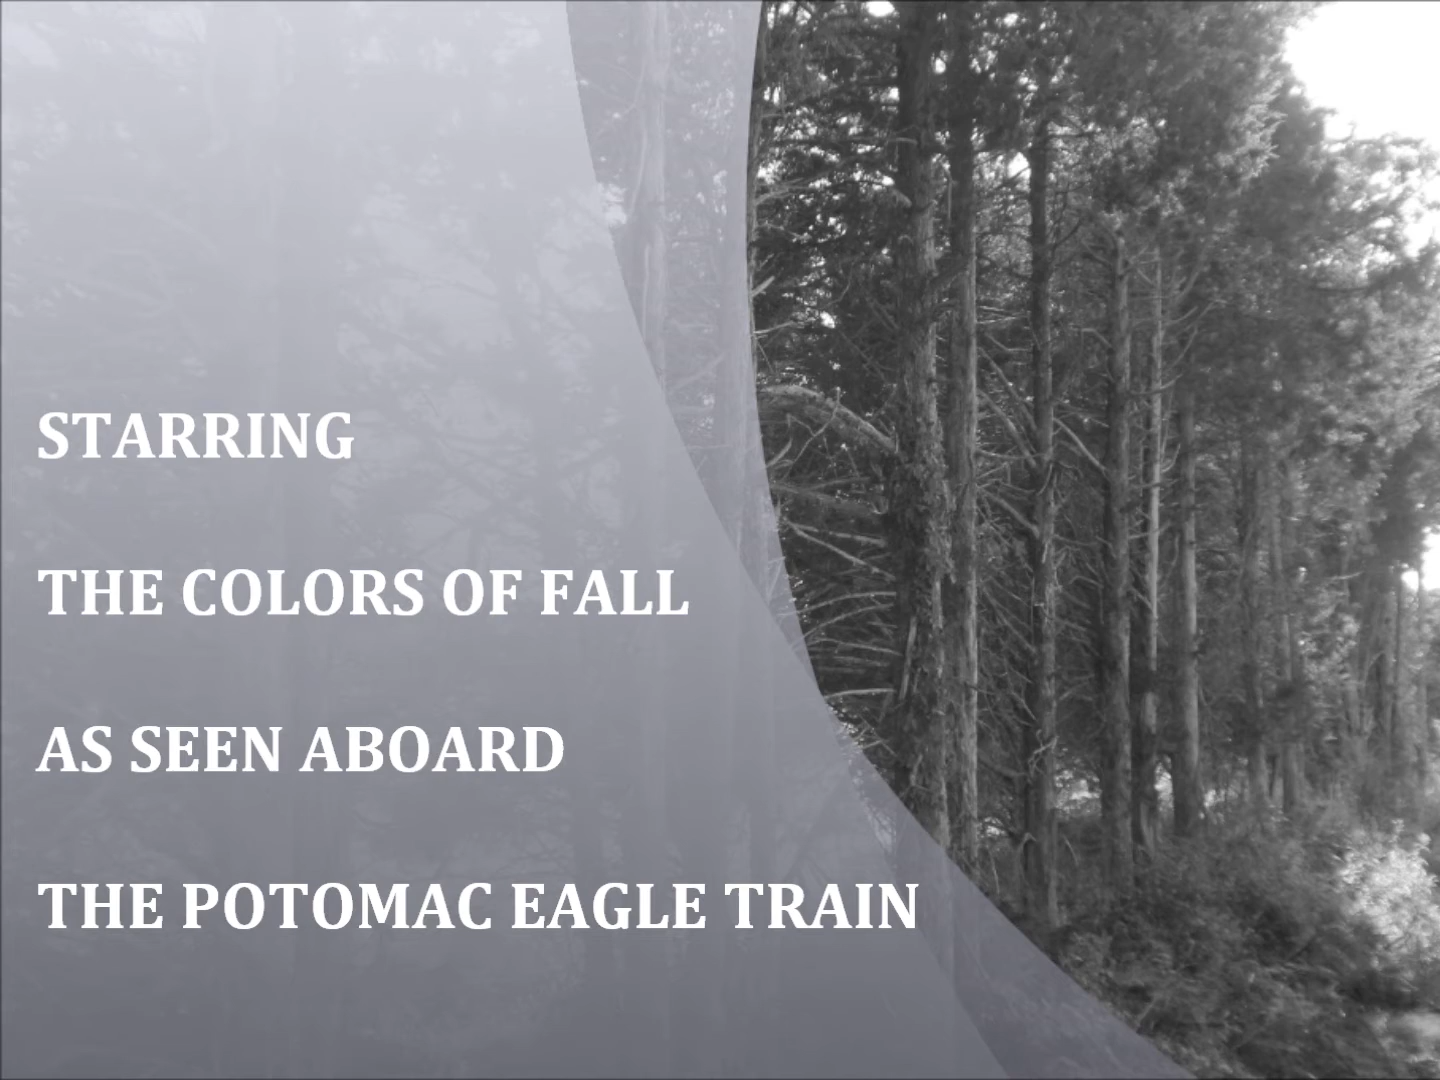 STARRING
THE COLORS OF FALL
AS SEEN ABOARD
THE POTOMAC EAGLE TRAIN